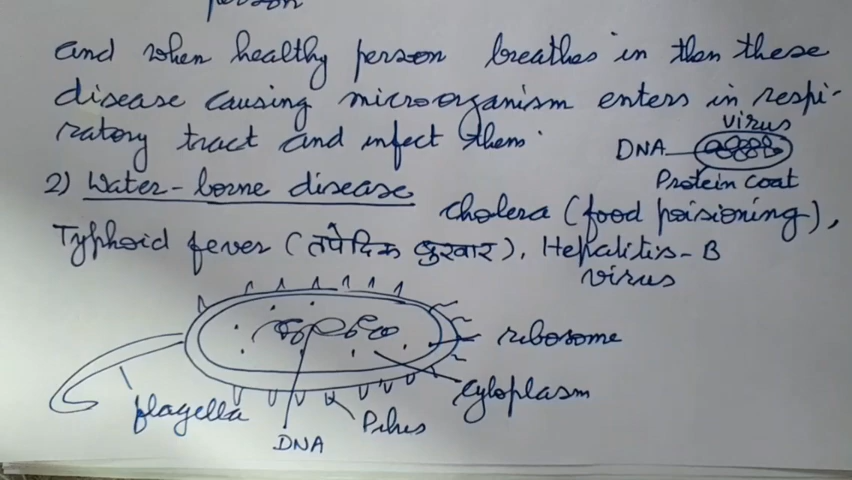 person
and when healthy person breathes in then these
disease causing microorganism enters in respi-
ratory tract and infect them.
virus
DNA
Protein coat
2) Water-borne disease
cholera (food poisioning),
Typhoid fever (तपेदिक बुखार), Hepatitis-B
virus
ribosome
cytoplasm
flagella
Pilus
DNA